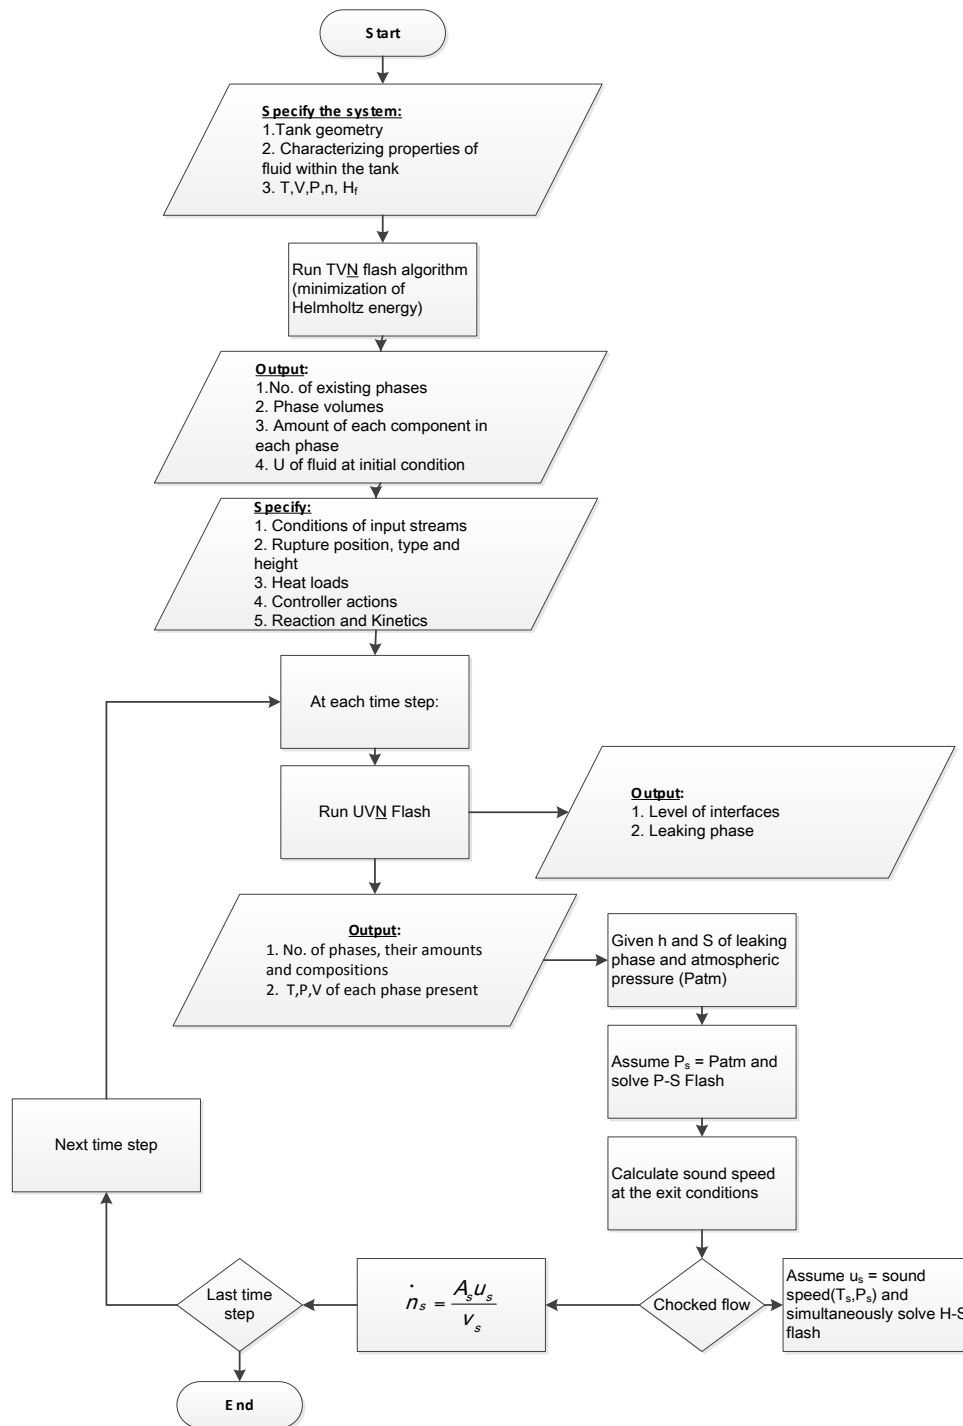 Start
Specify the system:
1.Tank geometry
2. Characterizing properties of
fluid within the tank
3. T,V,P,n, Hf
Run TVN flash algorithm
(minimization of
Helmholtz energy)
Output:
1.No. of existing phases
2. Phase volumes
3. Amount of each component in
each phase
4. U of fluid at initial condition
Specify:
1. Conditions of input streams
2. Rupture position, type and
height
3. Heat loads
4. Controller actions
5. Reaction and Kinetics
At each time step:
Run UVN Flash
Output:
1. Level of interfaces
2. Leaking phase
Output:
1. No. of phases, their amounts
and compositions
2. T,P,V of each phase present
Given h and S of leaking
phase and atmospheric
pressure (Patm)
Assume Ps = Patm and
solve P-S Flash
Calculate sound speed
at the exit conditions
Chocked flow
Assume us = sound
speed(Ts,Ps) and
simultaneously solve H-S
flash
ṅs = Asus / vs
Last time
step
Next time step
End